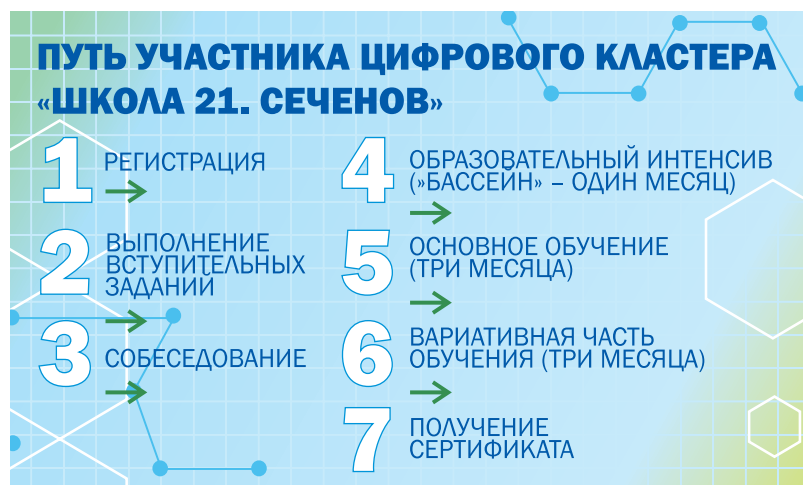 ПУТЬ УЧАСТНИКА ЦИФРОВОГО КЛАСТЕРА
«ШКОЛА 21. СЕЧЕНОВ»
1 РЕГИСТРАЦИЯ
2 ВЫПОЛНЕНИЕ
ВСТУПИТЕЛЬНЫХ
ЗАДАНИЙ
3 СОБЕСЕДОВАНИЕ
4 ОБРАЗОВАТЕЛЬНЫЙ ИНТЕНСИВ
(»БАССЕЙН» – ОДИН МЕСЯЦ)
5 ОСНОВНОЕ ОБУЧЕНИЕ
(ТРИ МЕСЯЦА)
6 ВАРИАТИВНАЯ ЧАСТЬ
ОБУЧЕНИЯ (ТРИ МЕСЯЦА)
7 ПОЛУЧЕНИЕ
СЕРТИФИКАТА